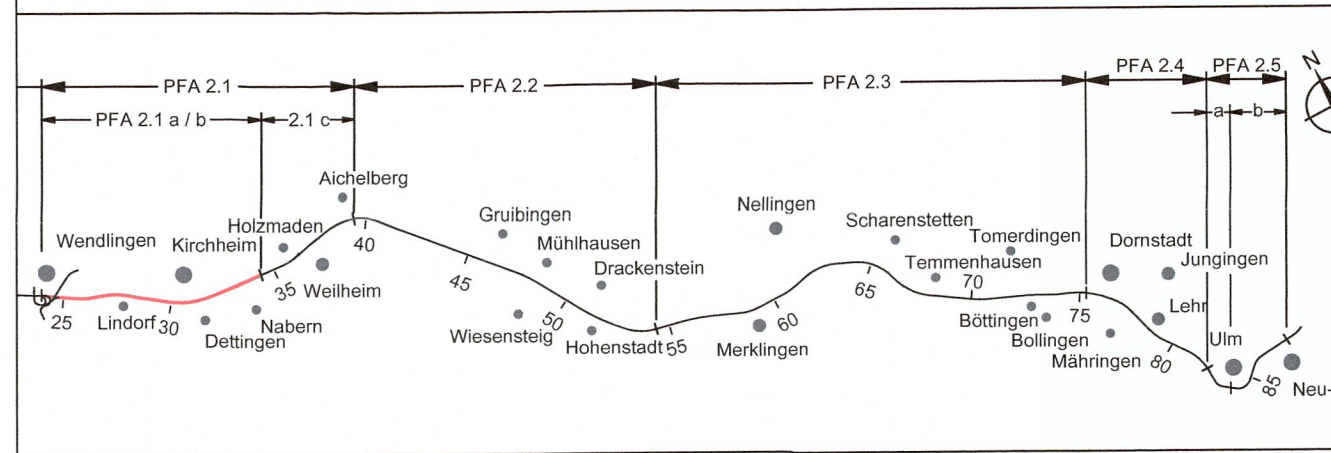 N
PFA 2.1
PFA 2.2
PFA 2.3
PFA 2.4
PFA 2.5
PFA 2.1 a / b
2.1 c
a
b
Aichelberg
Wendlingen
Kirchheim
Holzmaden
40
Gruibingen
Mühlhausen
Drackenstein
Nellingen
Scharenstetten
Tomerdingen
Temmenhausen
Dornstadt
Jungingen
25
Lindorf
30
Dettingen
Nabern
35
Weilheim
45
Wiesensteig
50
Hohenstadt
55
Merklingen
60
65
70
Böttingen
Bollingen
75
Mähringen
Lehr
80
Ulm
85
Neu-